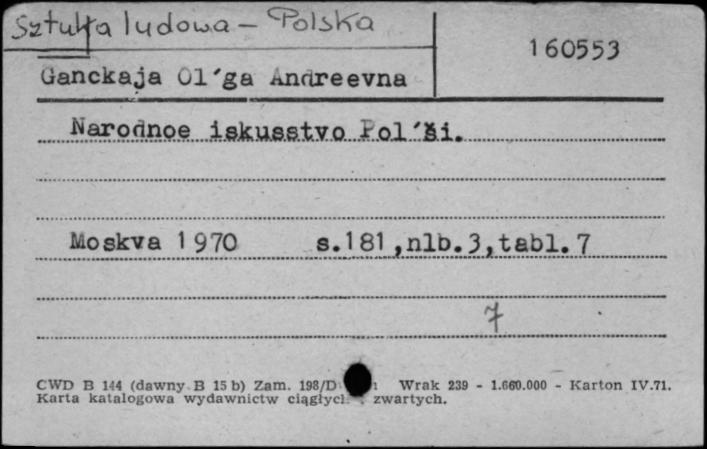 Sztuka ludowa - Polska
160553
Ganckaja Ol´ga Andreevna
Narodnoe iskusstvo Pol´ši.
Moskva 1970 s.181,nlb.3,tabl.7
7
CWD B 144 (dawny B 15 b) Zam. 198/D Wrak 239 - 1.660.000 - Karton IV.71.
Karta katalogowa wydawnictw zwartych.